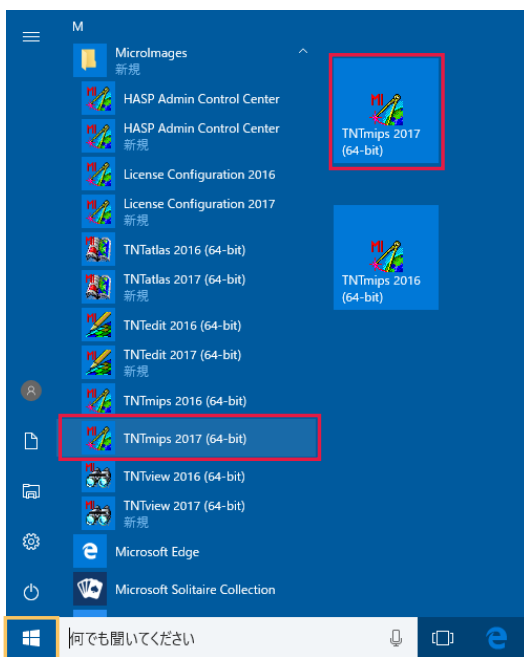 M
MicroImages
新規
HASP Admin Control Center
HASP Admin Control Center
新規
License Configuration 2016
License Configuration 2017
新規
TNTatlas 2016 (64-bit)
TNTatlas 2017 (64-bit)
新規
TNTedit 2016 (64-bit)
TNTedit 2017 (64-bit)
新規
TNTmips 2016 (64-bit)
TNTmips 2017 (64-bit)
TNTview 2016 (64-bit)
TNTview 2017 (64-bit)
新規
Microsoft Edge
Microsoft Solitaire Collection
TNTmips 2017
(64-bit)
TNTmips 2016
(64-bit)
何でも聞いてください